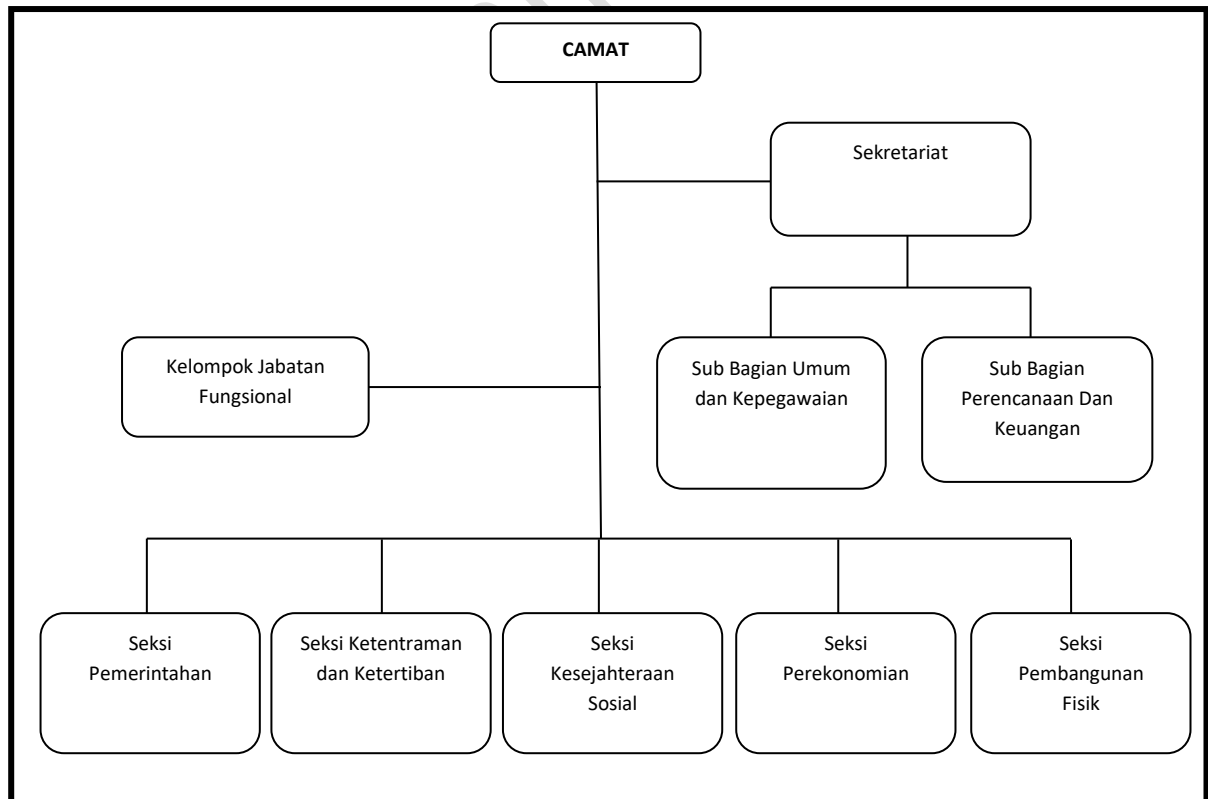 CAMAT
Sekretariat
Kelompok Jabatan
Fungsional
Sub Bagian Umum
dan Kepegawaian
Sub Bagian
Perencanaan Dan
Keuangan
Seksi
Pemerintahan
Seksi Ketentraman
dan Ketertiban
Seksi
Kesejahteraan
Sosial
Seksi
Perekonomian
Seksi
Pembangunan
Fisik